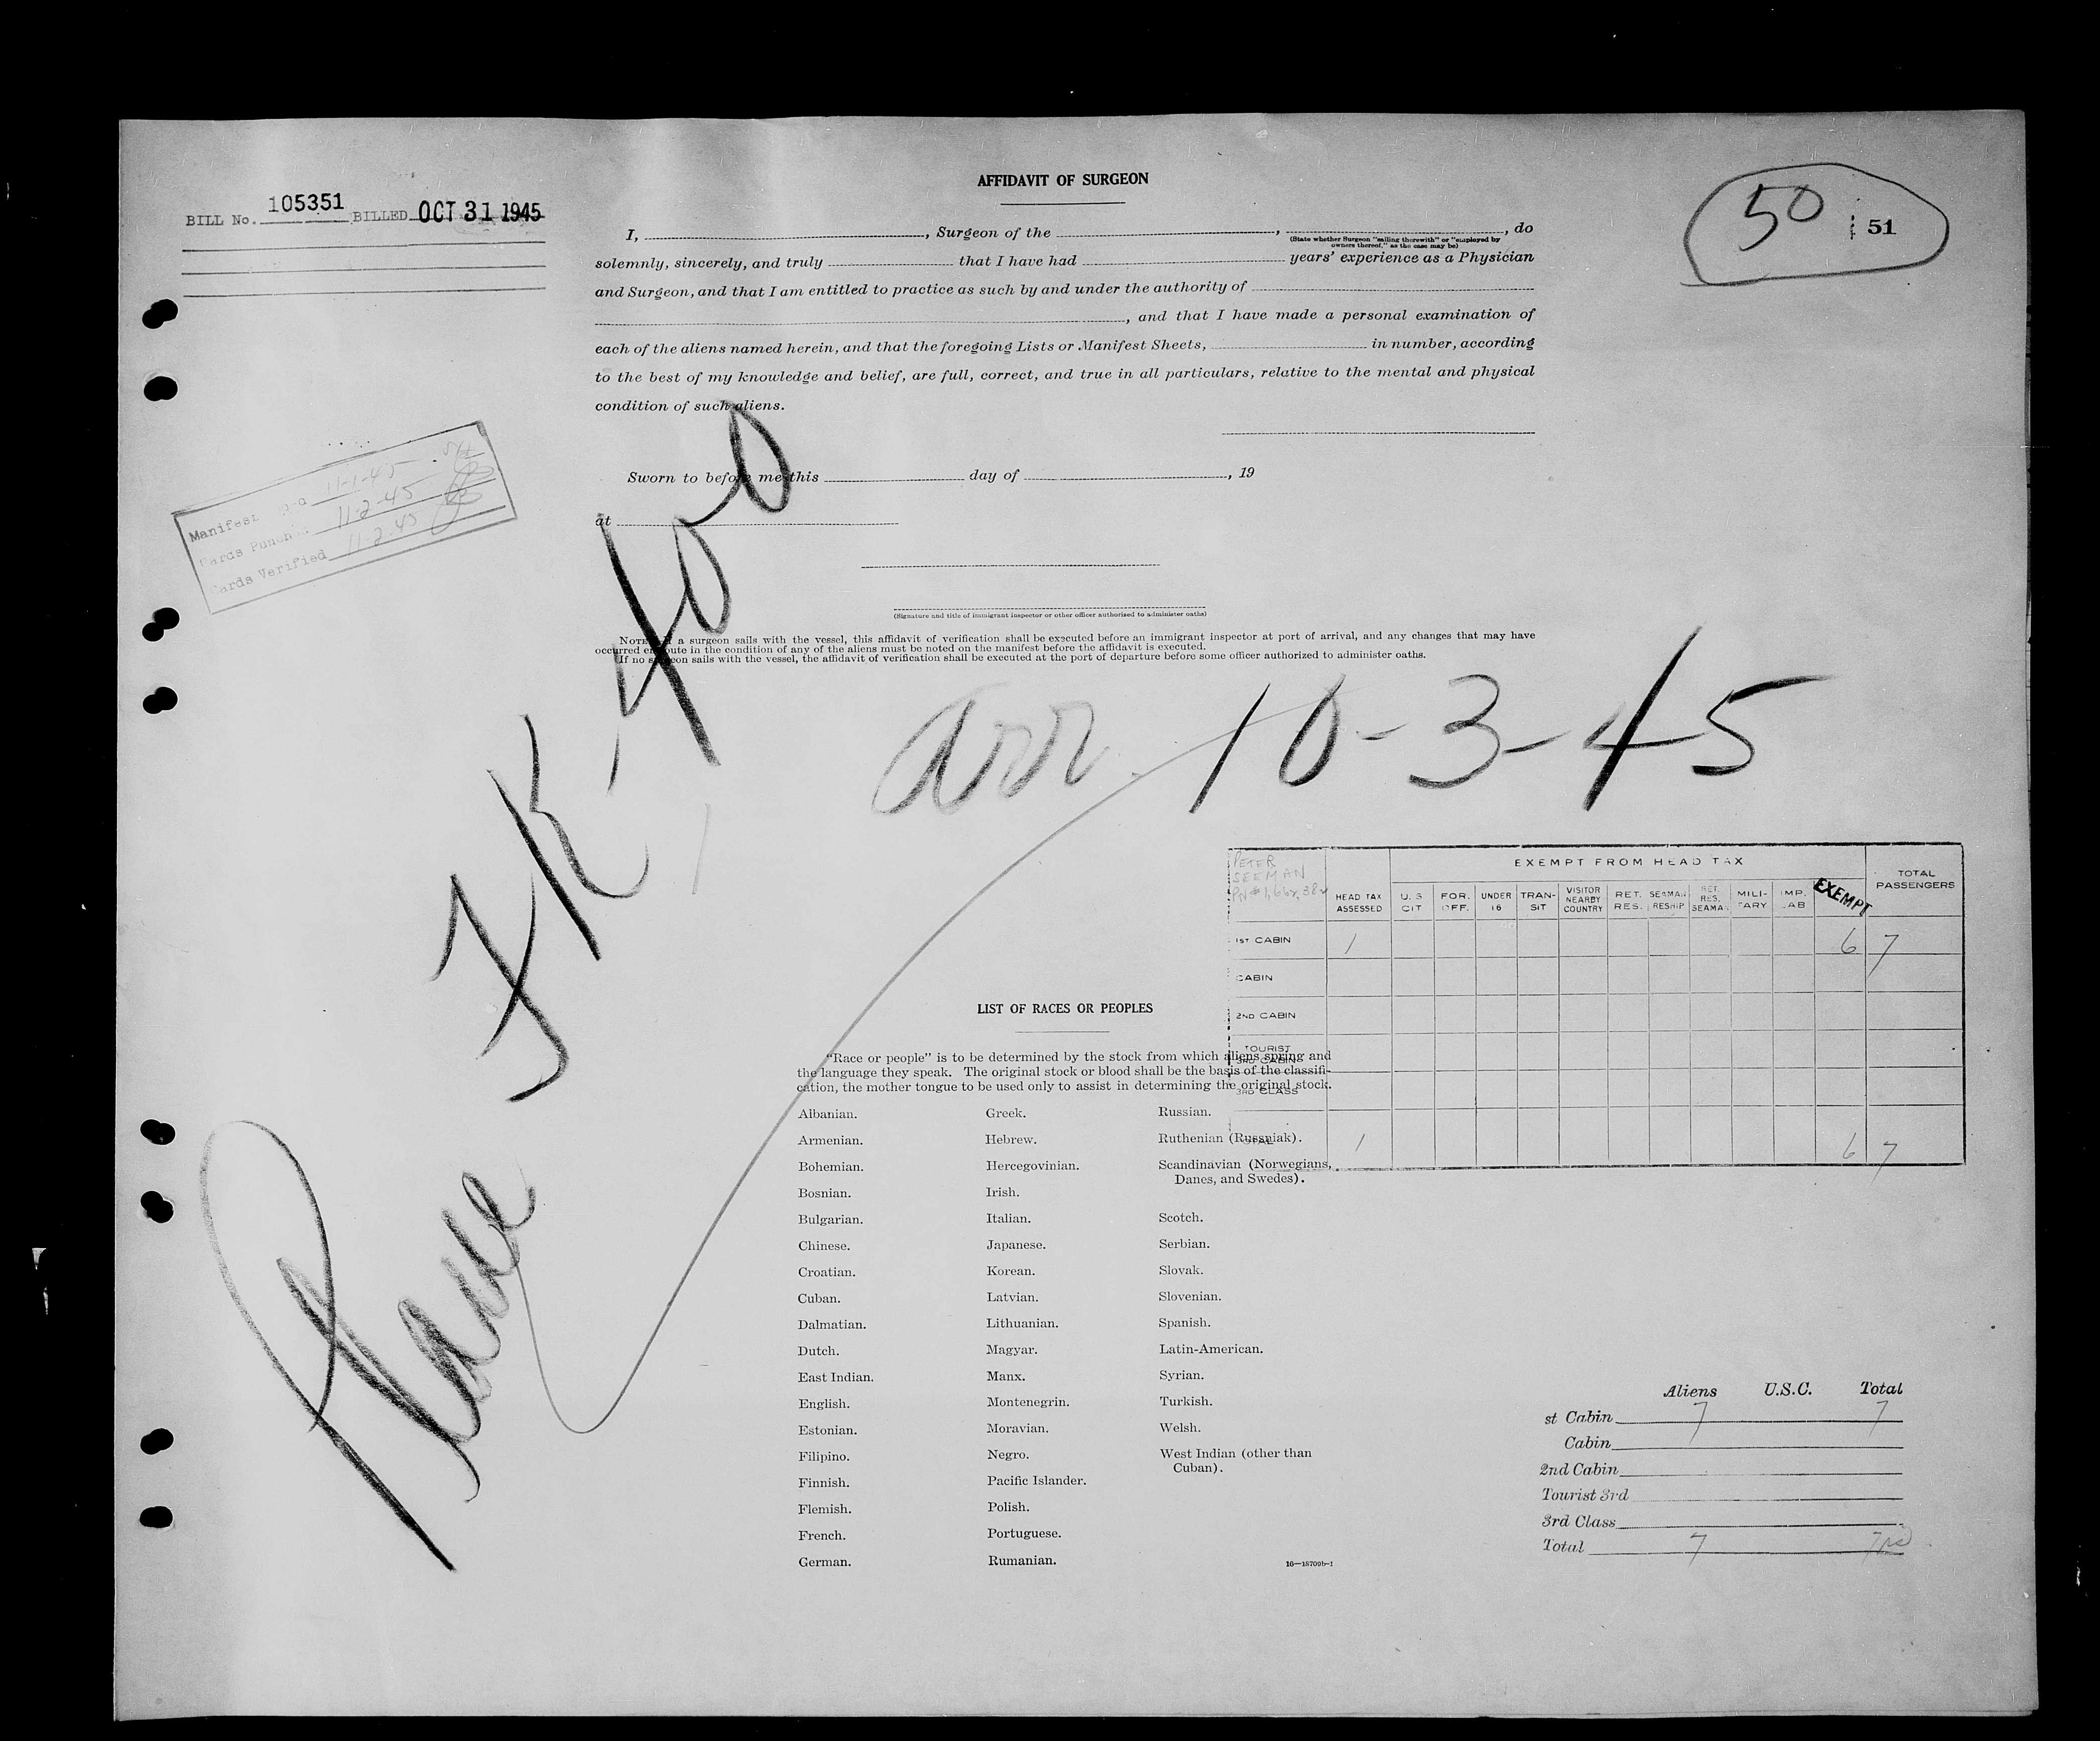 AFFIDAVIT OF SURGEON
BILL No. 105351 BILLED OCT 31 1945
50 51
I, , Surgeon of the , , do
(State whether Surgeon "sailing therewith" or "employed by
owners thereof," as the case may be)
solemnly, sincerely, and truly that I have had years' experience as a Physician
and Surgeon, and that I am entitled to practice as such by and under the authority of
, and that I have made a personal examination of
each of the aliens named herein, and that the foregoing Lists or Manifest Sheets, in number, according
to the best of my knowledge and belief, are full, correct, and true in all particulars, relative to the mental and physical
condition of such aliens.
Sworn to before me this day of , 19
at
(Signature and title of immigrant inspector or other officer authorized to administer oaths)
Manifest 11-1-45
Cards Punch 11-2-45
Cards Verified 11-2-45
NOTE If a surgeon sails with the vessel, this affidavit of verification shall be executed before an immigrant inspector at port of arrival, and any changes that may have
occurred en route in the condition of any of the aliens must be noted on the manifest before the affidavit is executed.
If no surgeon sails with the vessel, the affidavit of verification shall be executed at the port of departure before some officer authorized to administer oaths.
Plane
arr. 10-3-45
PETER
SEEMAN
EXEMPT FROM HEAD TAX
HEAD TAX ASSESSED U. S CIT FOR. OFF. UNDER 16 TRAN- SIT VISITOR NEARBY COUNTRY RET. RES. SEAMAN RESHIP RET. RES. SEAMAN MILI- TARY IMP. LAB EXEMPT TOTAL PASSENGERS
1ST CABIN 1 6 7
CABIN
2ND CABIN
TOURIST
3RD CABIN
3RD CLASS
TOTAL 1 6 7
LIST OF RACES OR PEOPLES
"Race or people" is to be determined by the stock from which aliens spring and
the language they speak. The original stock or blood shall be the basis of the classifi-
cation, the mother tongue to be used only to assist in determining the original stock.
Albanian. Greek. Russian.
Armenian. Hebrew. Ruthenian (Russniak).
Bohemian. Hercegovinian. Scandinavian (Norwegians,
Danes, and Swedes).
Bosnian. Irish.
Bulgarian. Italian. Scotch.
Chinese. Japanese. Serbian.
Croatian. Korean. Slovak.
Cuban. Latvian. Slovenian.
Dalmatian. Lithuanian. Spanish.
Dutch. Magyar. Latin-American.
East Indian. Manx. Syrian.
English. Montenegrin. Turkish.
Estonian. Moravian. Welsh.
Filipino. Negro. West Indian (other than
Cuban).
Finnish. Pacific Islander.
Flemish. Polish.
French. Portuguese.
German. Rumanian.
16—18709b-1
Aliens U.S.C. Total
st Cabin 7 7
Cabin
2nd Cabin
Tourist 3rd
3rd Class
Total 7 7